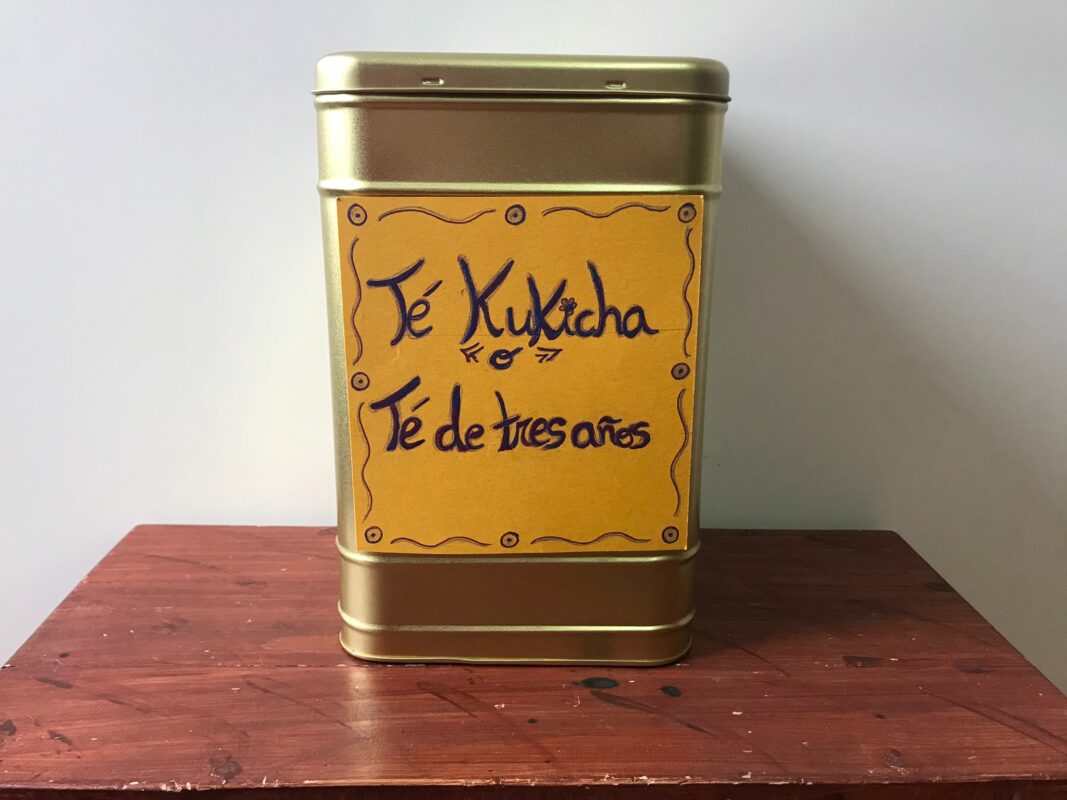 Té Kukicha
«o»
Té de tres años